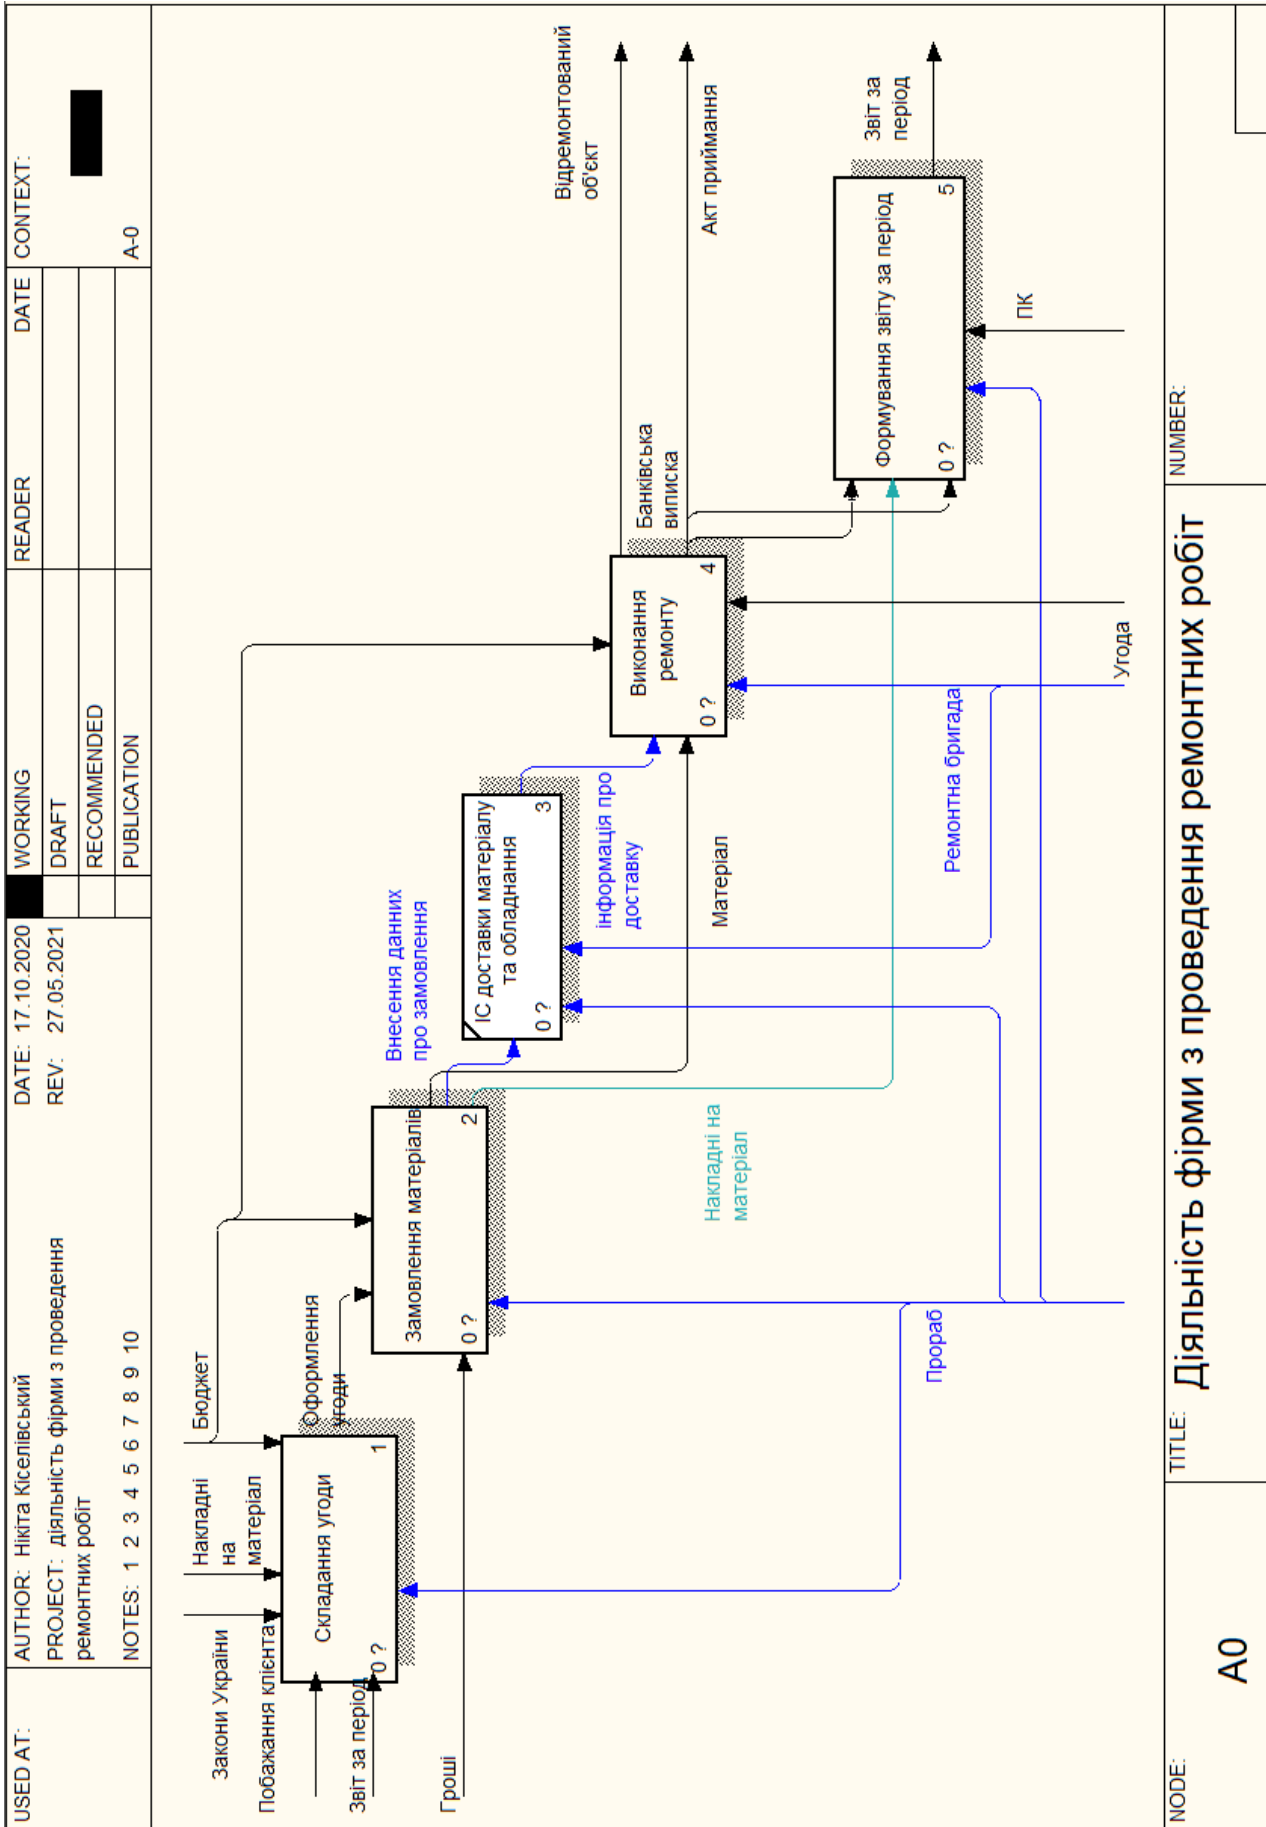 USED AT:
AUTHOR: Нікіта Кіселівський
DATE: 17.10.2020
REV: 27.05.2021
PROJECT: діяльність фірми з проведення
ремонтних робіт
NOTES: 1 2 3 4 5 6 7 8 9 10
WORKING
DRAFT
RECOMMENDED
PUBLICATION
READER
DATE
CONTEXT:
A-0
Закони України
Накладні
на
матеріал
Бюджет
Побажання клієнта
Звіт за період
Гроші
Складання угоди
0 ?
1
Оформлення
угоди
Замовлення матеріалів
0 ?
2
Внесення данних
про замовлення
ІС доставки матеріалу
та обладнання
0 ?
3
інформація про
доставку
Матеріал
Накладні на
матеріал
Виконання
ремонту
0 ?
4
Банківська
виписка
Відремонтований
об'єкт
Акт приймання
Формування звіту за період
0 ?
5
Звіт за
період
ПК
Прораб
Ремонтна бригада
Угода
NODE:
A0
TITLE:
Діяльність фірми з проведення ремонтних робіт
NUMBER: